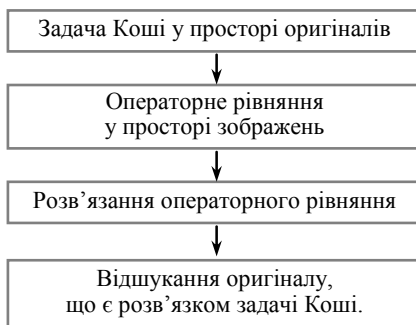 Задача Коші у просторі оригіналів
Операторне рівняння
у просторі зображень
Розв’язання операторного рівняння
Відшукання оригіналу,
що є розв’язком задачі Коші.